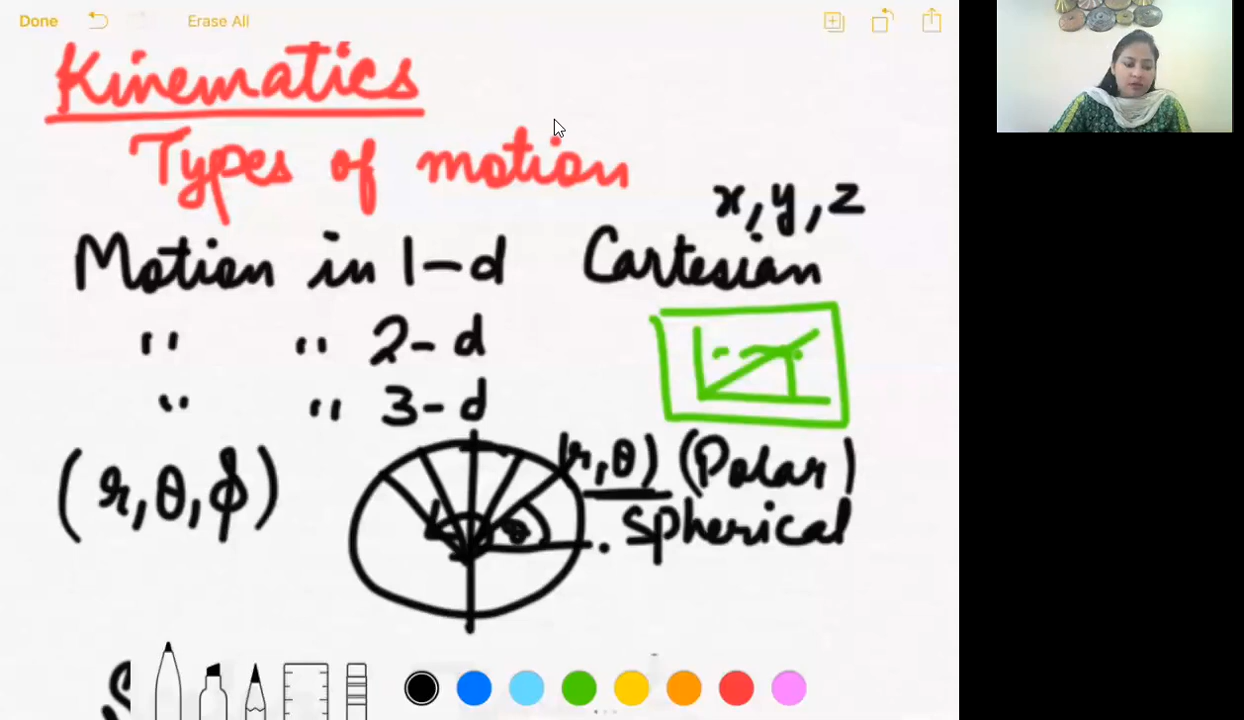 Done Erase All
Kinematics
Types of motion
x, y, z
Motion in 1-d Cartesian
" " 2-d
" " 3-d
(r, θ, φ) (r, θ) (Polar)
θ . Spherical